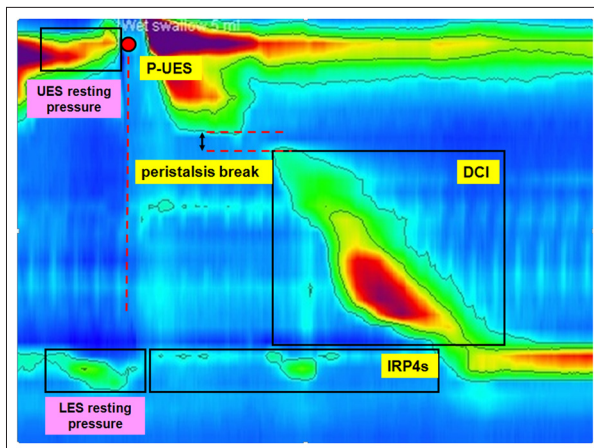 Wet swallow 5 ml
P-UES
UES resting
pressure
peristalsis break
DCI
IRP4s
LES resting
pressure